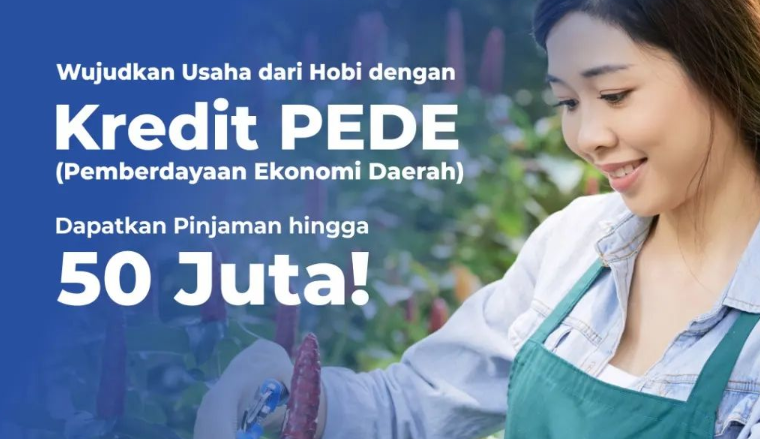 Wujudkan Usaha dari Hobi dengan
Kredit PEDE
(Pemberdayaan Ekonomi Daerah)
Dapatkan Pinjaman hingga
50 Juta!